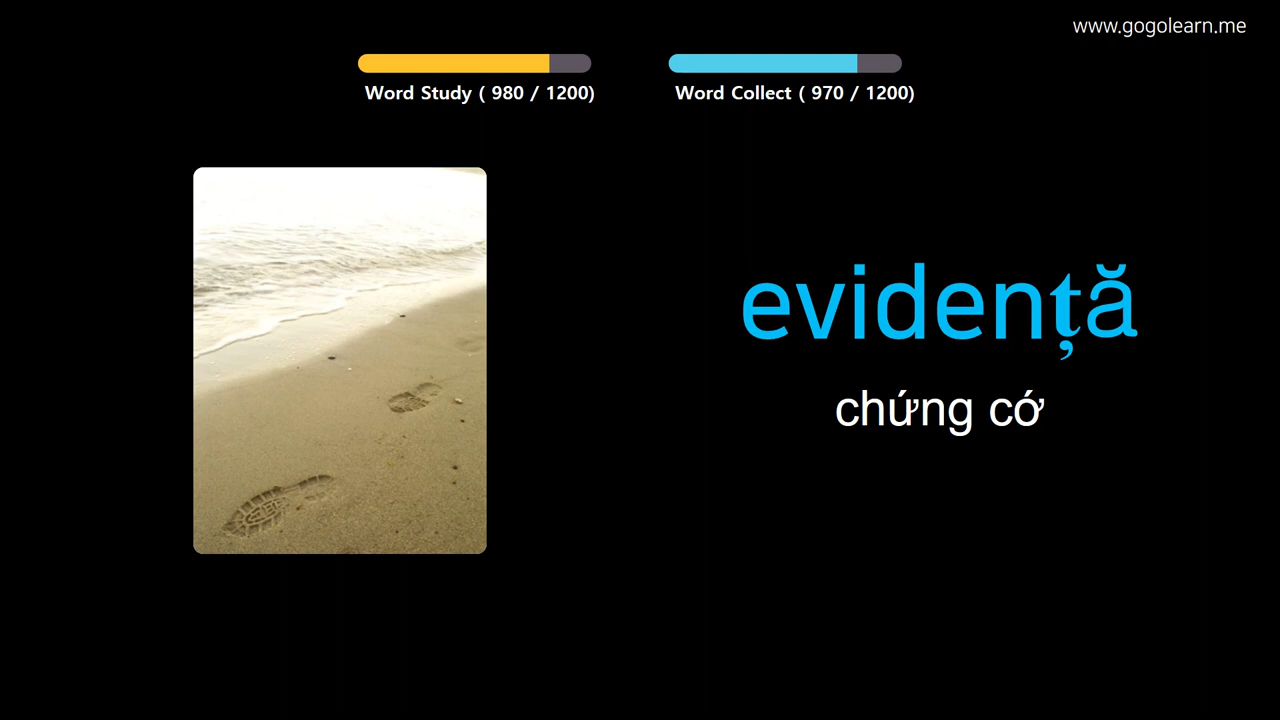 www.gogolearn.me
Word Study ( 980 / 1200)
Word Collect ( 970 / 1200)
evidență
chứng cớ